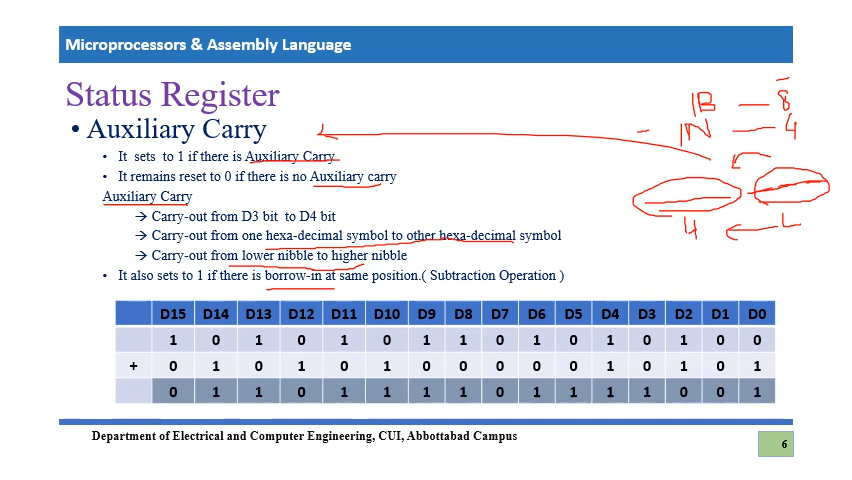 Microprocessors & Assembly Language
Status Register
• Auxiliary Carry
• It sets to 1 if there is Auxiliary Carry
• It remains reset to 0 if there is no Auxiliary carry
Auxiliary Carry
→ Carry-out from D3 bit to D4 bit
→ Carry-out from one hexa-decimal symbol to other hexa-decimal symbol
→ Carry-out from lower nibble to higher nibble
• It also sets to 1 if there is borrow-in at same position.( Subtraction Operation )
1B — 8
1N — 4
H L
D15 D14 D13 D12 D11 D10 D9 D8 D7 D6 D5 D4 D3 D2 D1 D0
1 0 1 0 1 0 1 1 0 1 0 1 0 1 0 0
+ 0 1 0 1 0 1 0 0 0 0 0 1 0 1 0 1
0 1 1 0 1 1 1 1 0 1 1 1 1 0 0 1
Department of Electrical and Computer Engineering, CUI, Abbottabad Campus
6